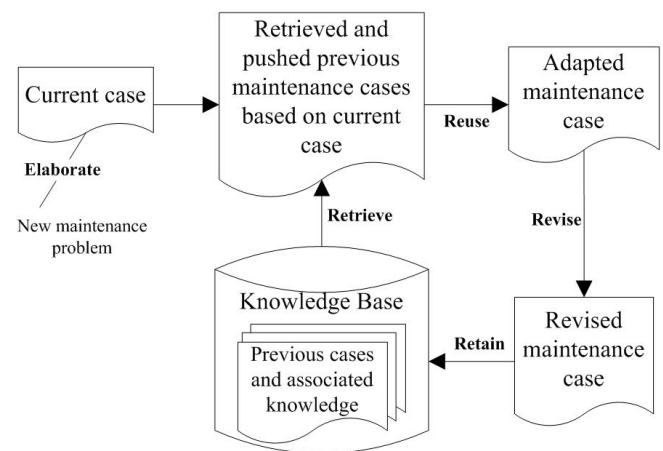 Current case
Elaborate
New maintenance
problem
Retrieved and
pushed previous
maintenance cases
based on current
case
Reuse
Adapted
maintenance
case
Revise
Revised
maintenance
case
Retain
Knowledge Base
Previous cases
and associated
knowledge
Retrieve